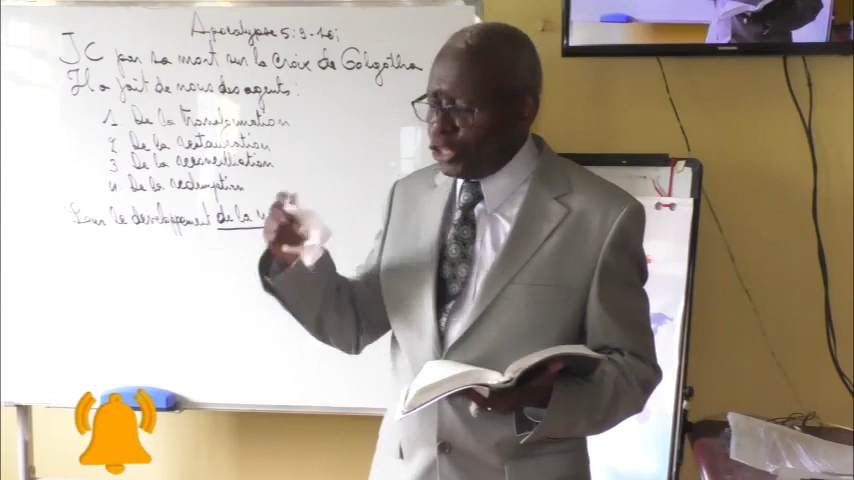 Apocalypse 5:9-10;
JC par sa mort sur la Croix de Golgotha
Il a fait de nous des agents:
1. De la transformation
2. De la restauration
3. De la réconcilliation
4. De la redemption
Pour le développement de la